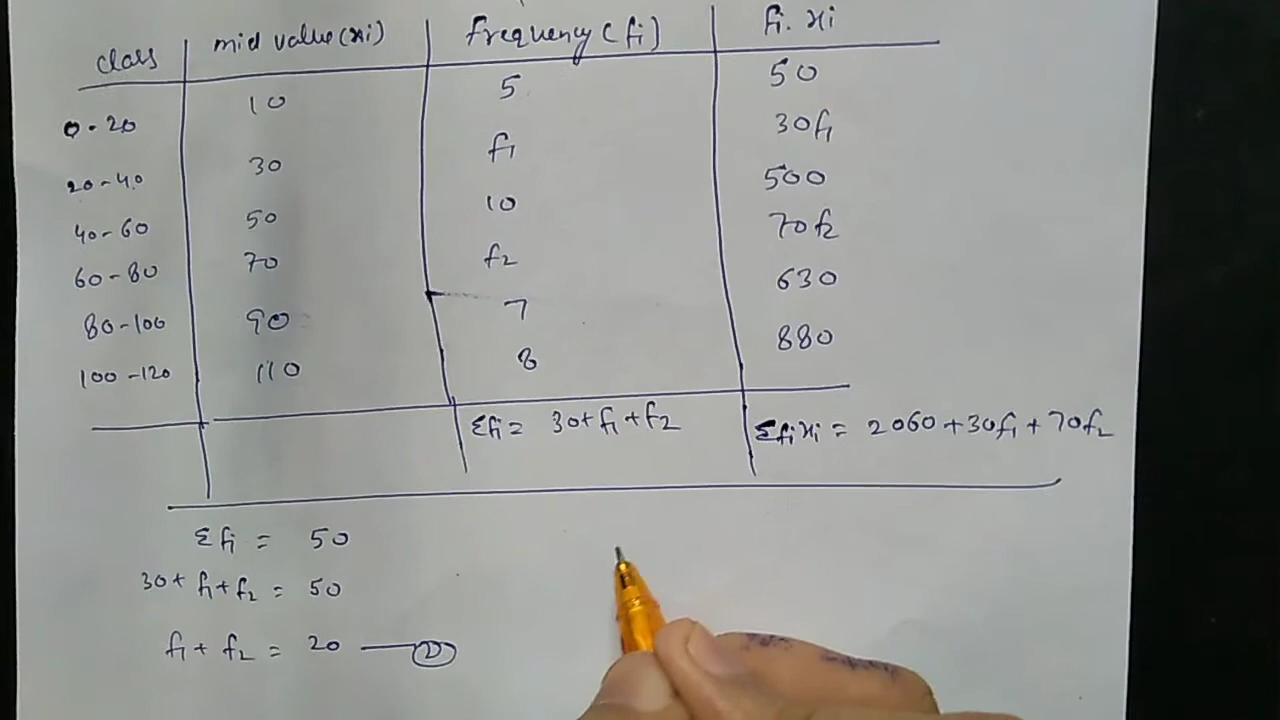 class mid value(xi) frequency(fi) fi. xi
0-20 10 5 50
20-40 30 f1 30f1
40-60 50 10 500
60-80 70 f2 70f2
80-100 90 7 630
100-120 110 8 880
Σfi = 30+f1+f2 Σfixi = 2060+30f1+70f2
Σfi = 50
30+f1+f2 = 50
f1+f2 = 20